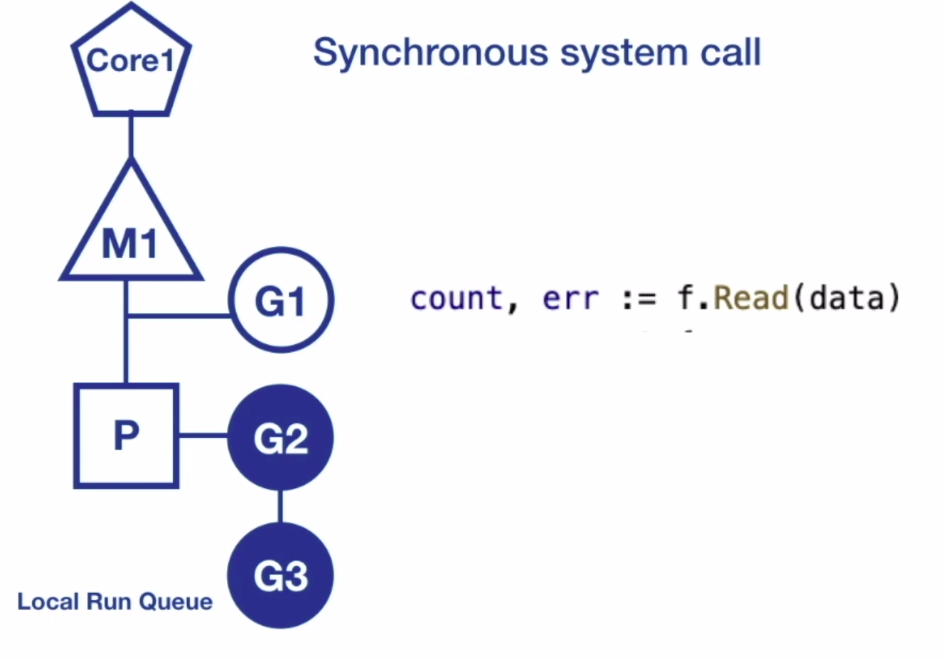 Core1
Synchronous system call
M1
G1
count, err := f.Read(data)
P
G2
G3
Local Run Queue